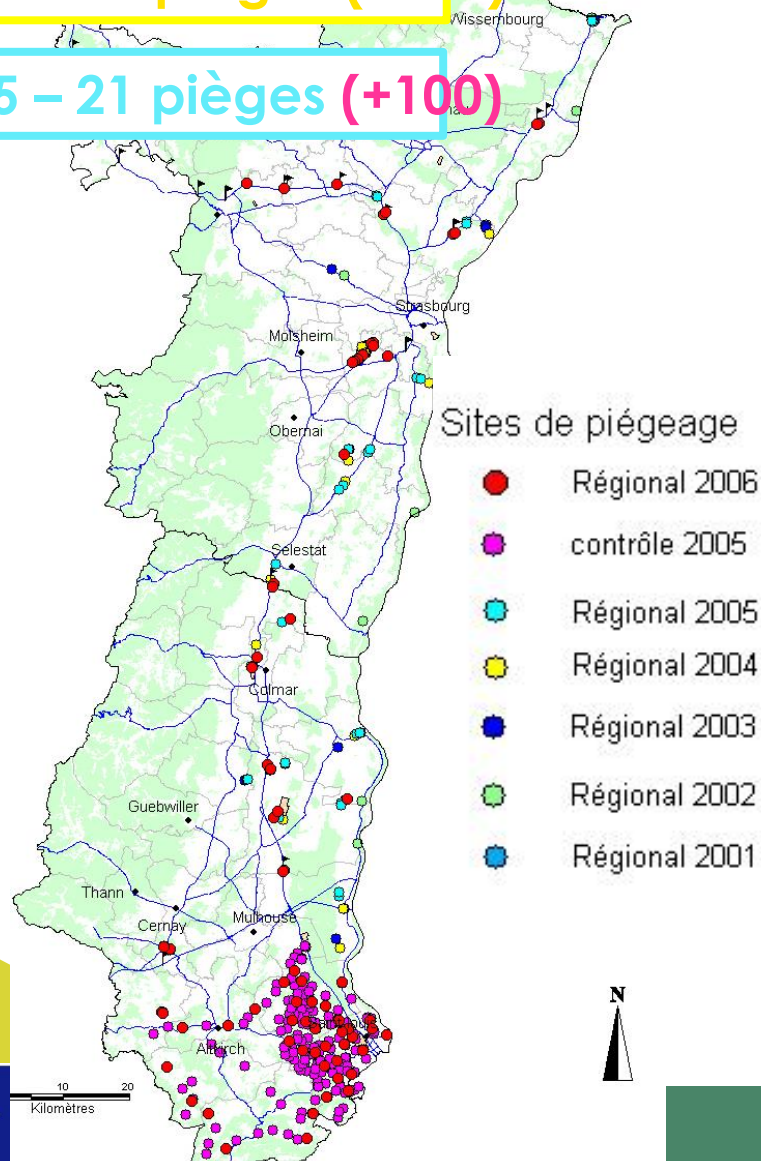 Wissembourg
5 – 21 pièges (+100)
Strasbourg
Molsheim
Obernai
Sélestat
Colmar
Guebwiller
Thann
Cernay
Mulhouse
Altkirch
Sites de piégeage
Régional 2006
contrôle 2005
Régional 2005
Régional 2004
Régional 2003
Régional 2002
Régional 2001
N
10 20
Kilomètres